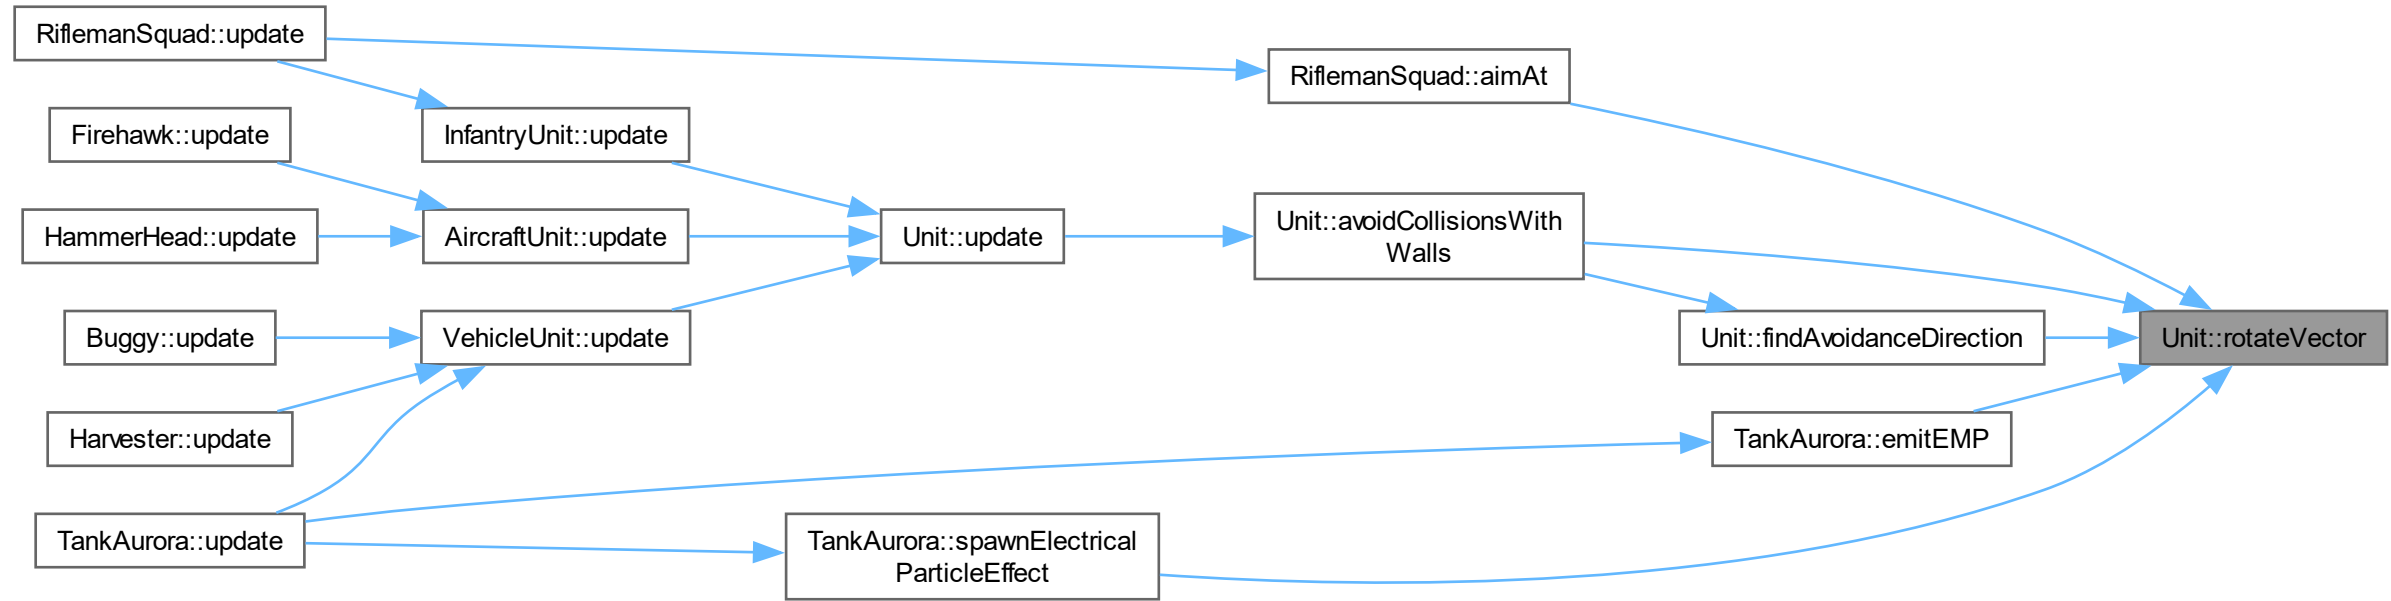 RiflemanSquad::update
RiflemanSquad::aimAt
Firehawk::update
InfantryUnit::update
HammerHead::update
AircraftUnit::update
Unit::update
Unit::avoidCollisionsWith
Walls
Buggy::update
VehicleUnit::update
Unit::findAvoidanceDirection
Unit::rotateVector
Harvester::update
TankAurora::emitEMP
TankAurora::update
TankAurora::spawnElectrical
ParticleEffect